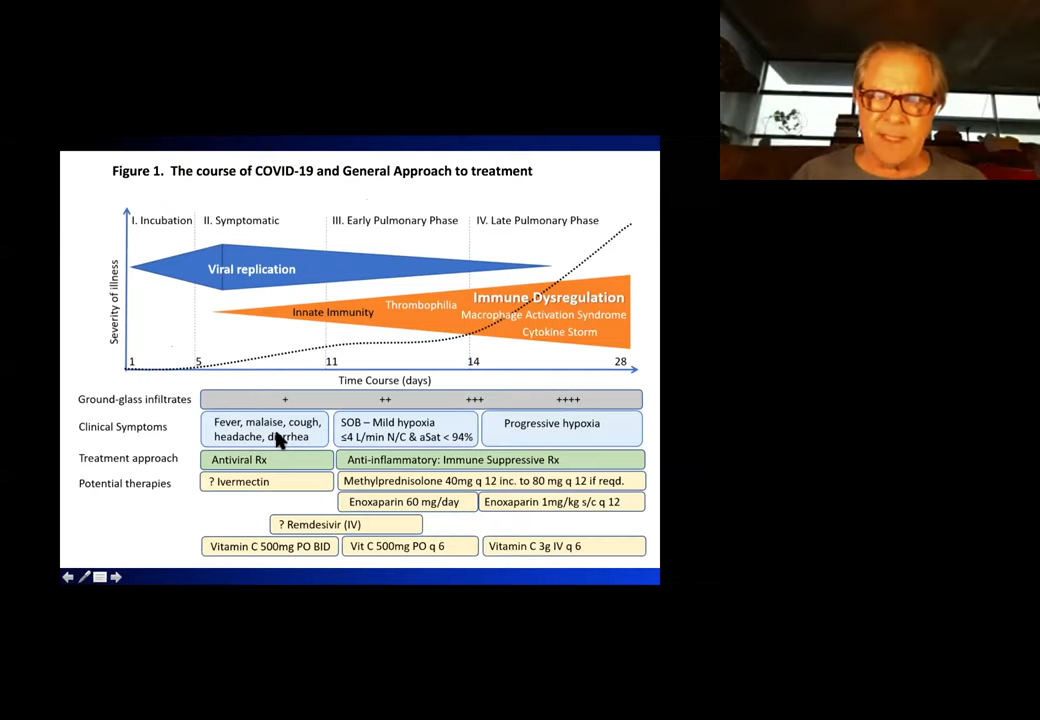 Figure 1. The course of COVID-19 and General Approach to treatment
I. Incubation II. Symptomatic III. Early Pulmonary Phase IV. Late Pulmonary Phase
Severity of illness
Viral replication
Innate Immunity
Thrombophilia
Immune Dysregulation
Macrophage Activation Syndrome
Cytokine Storm
1 5 11 14 28
Time Course (days)
Ground-glass infiltrates + ++ +++ ++++
Clinical Symptoms
Fever, malaise, cough,
headache, diarrhea
SOB – Mild hypoxia
≤4 L/min N/C & aSat < 94%
Progressive hypoxia
Treatment approach Antiviral Rx Anti-inflammatory: Immune Suppressive Rx
Potential therapies ? Ivermectin Methylprednisolone 40mg q 12 inc. to 80 mg q 12 if reqd.
Enoxaparin 60 mg/day Enoxaparin 1mg/kg s/c q 12
? Remdesivir (IV)
Vitamin C 500mg PO BID Vit C 500mg PO q 6 Vitamin C 3g IV q 6